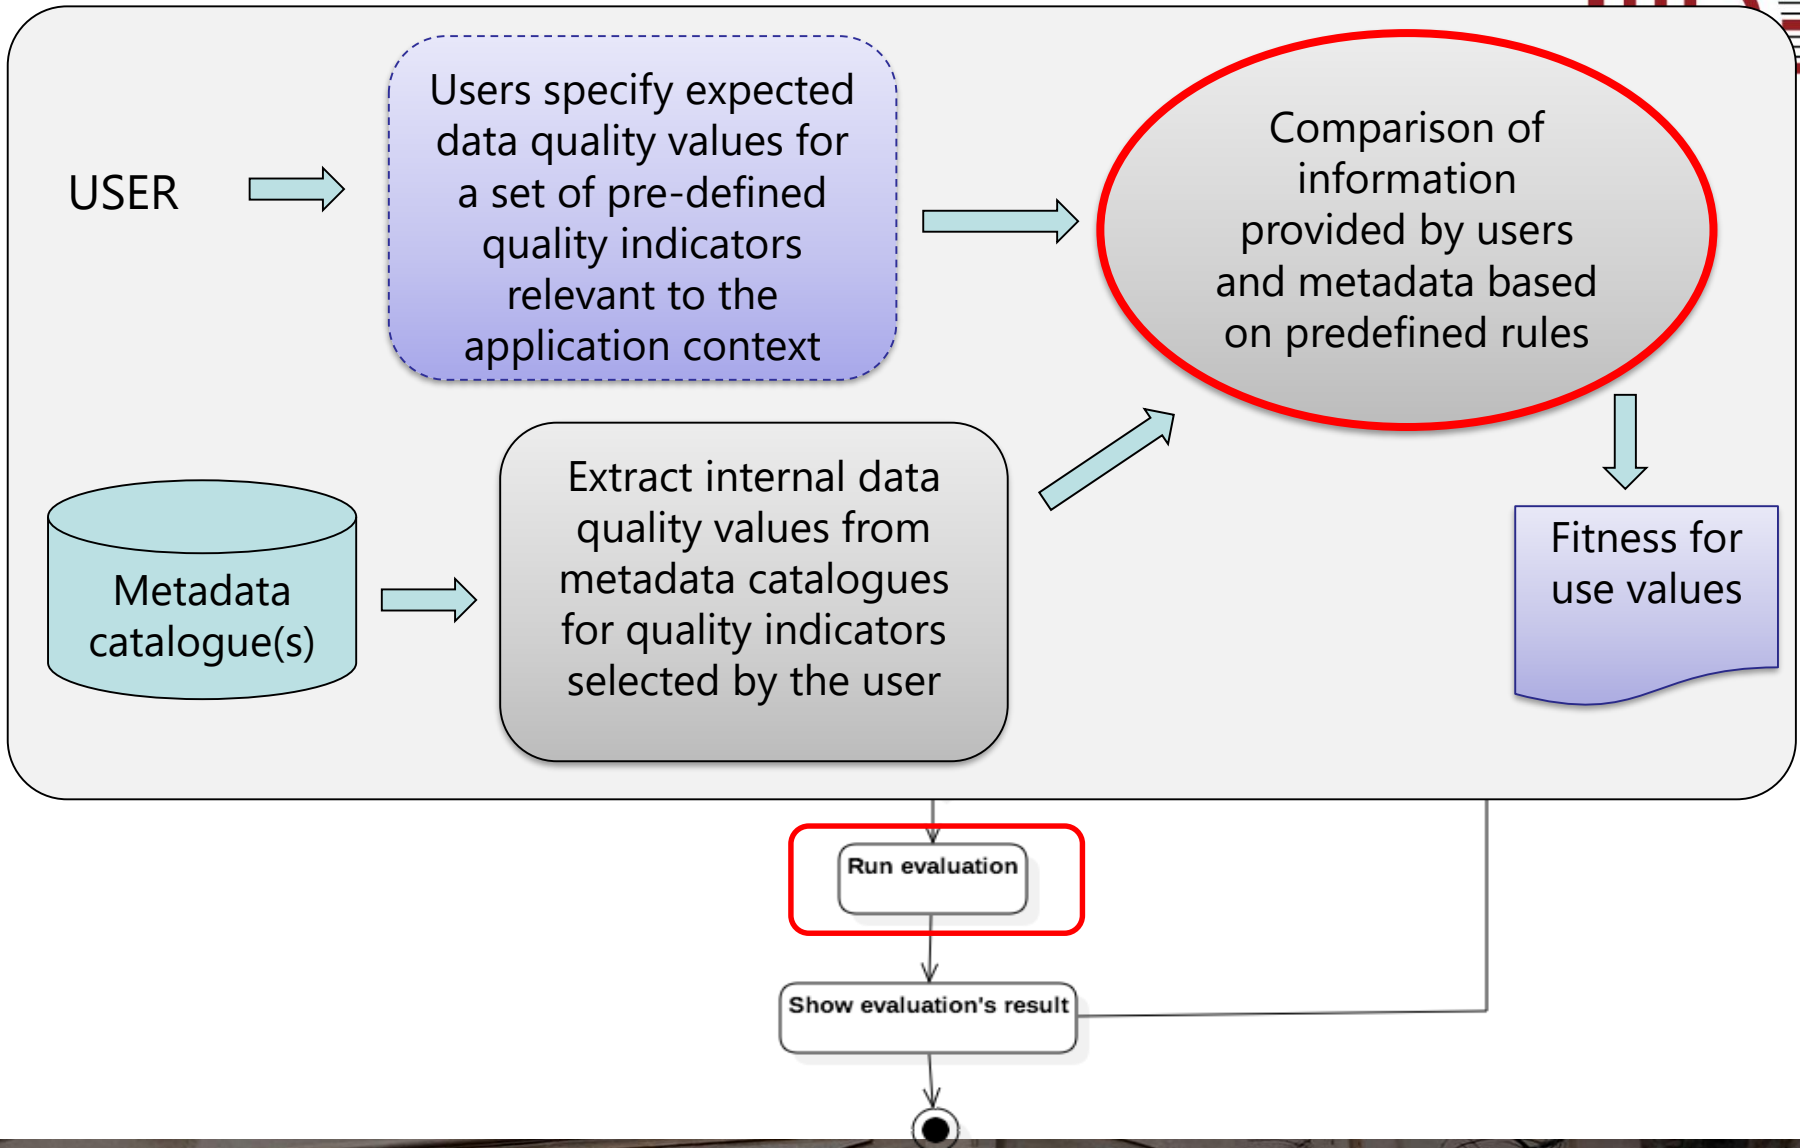 USER
Users specify expected
data quality values for
a set of pre-defined
quality indicators
relevant to the
application context
Comparison of
information
provided by users
and metadata based
on predefined rules
Metadata
catalogue(s)
Extract internal data
quality values from
metadata catalogues
for quality indicators
selected by the user
Fitness for
use values
Run evaluation
Show evaluation's result